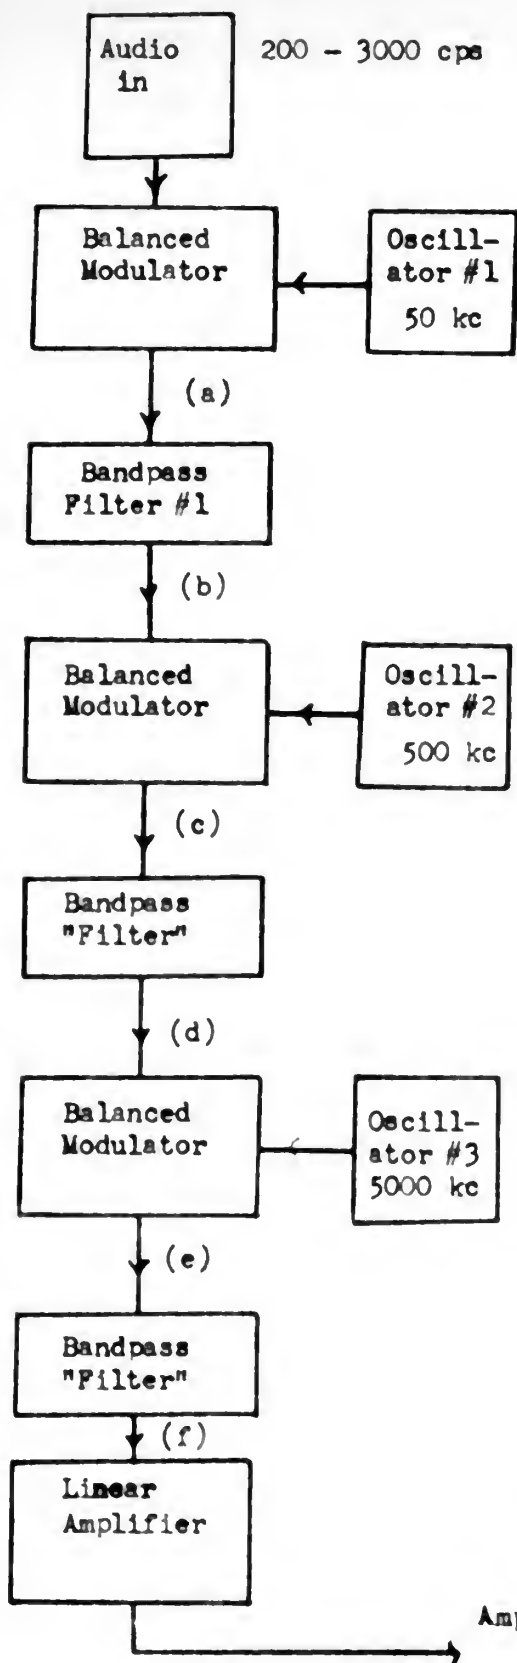 Audio
in
200 - 3000 cps
Balanced
Modulator
Oscill-
ator #1
50 kc
(a)
Bandpass
Filter #1
(b)
Balanced
Modulator
Oscill-
ator #2
500 kc
(c)
Bandpass
"Filter"
(d)
Balanced
Modulator
Oscill-
ator #3
5000 kc
(e)
Bandpass
"Filter"
(f)
Linear
Amplifier
Amp